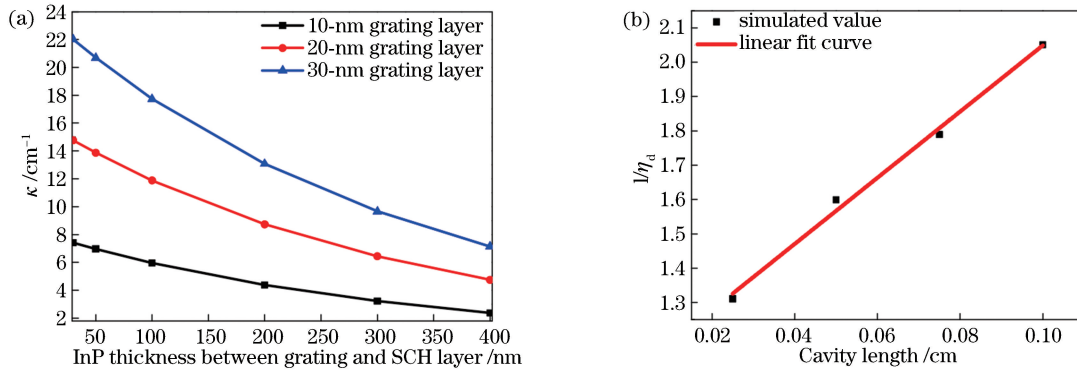 (a)
24
22
20
18
16
14
12
10
8
6
4
2
κ /cm⁻¹
10-nm grating layer
20-nm grating layer
30-nm grating layer
50 100 150 200 250 300 350 400
InP thickness between grating and SCH layer /nm
(b)
2.1
2.0
1.9
1.8
1.7
1.6
1.5
1.4
1.3
1/η_d
simulated value
linear fit curve
0.02 0.04 0.06 0.08 0.10
Cavity length /cm